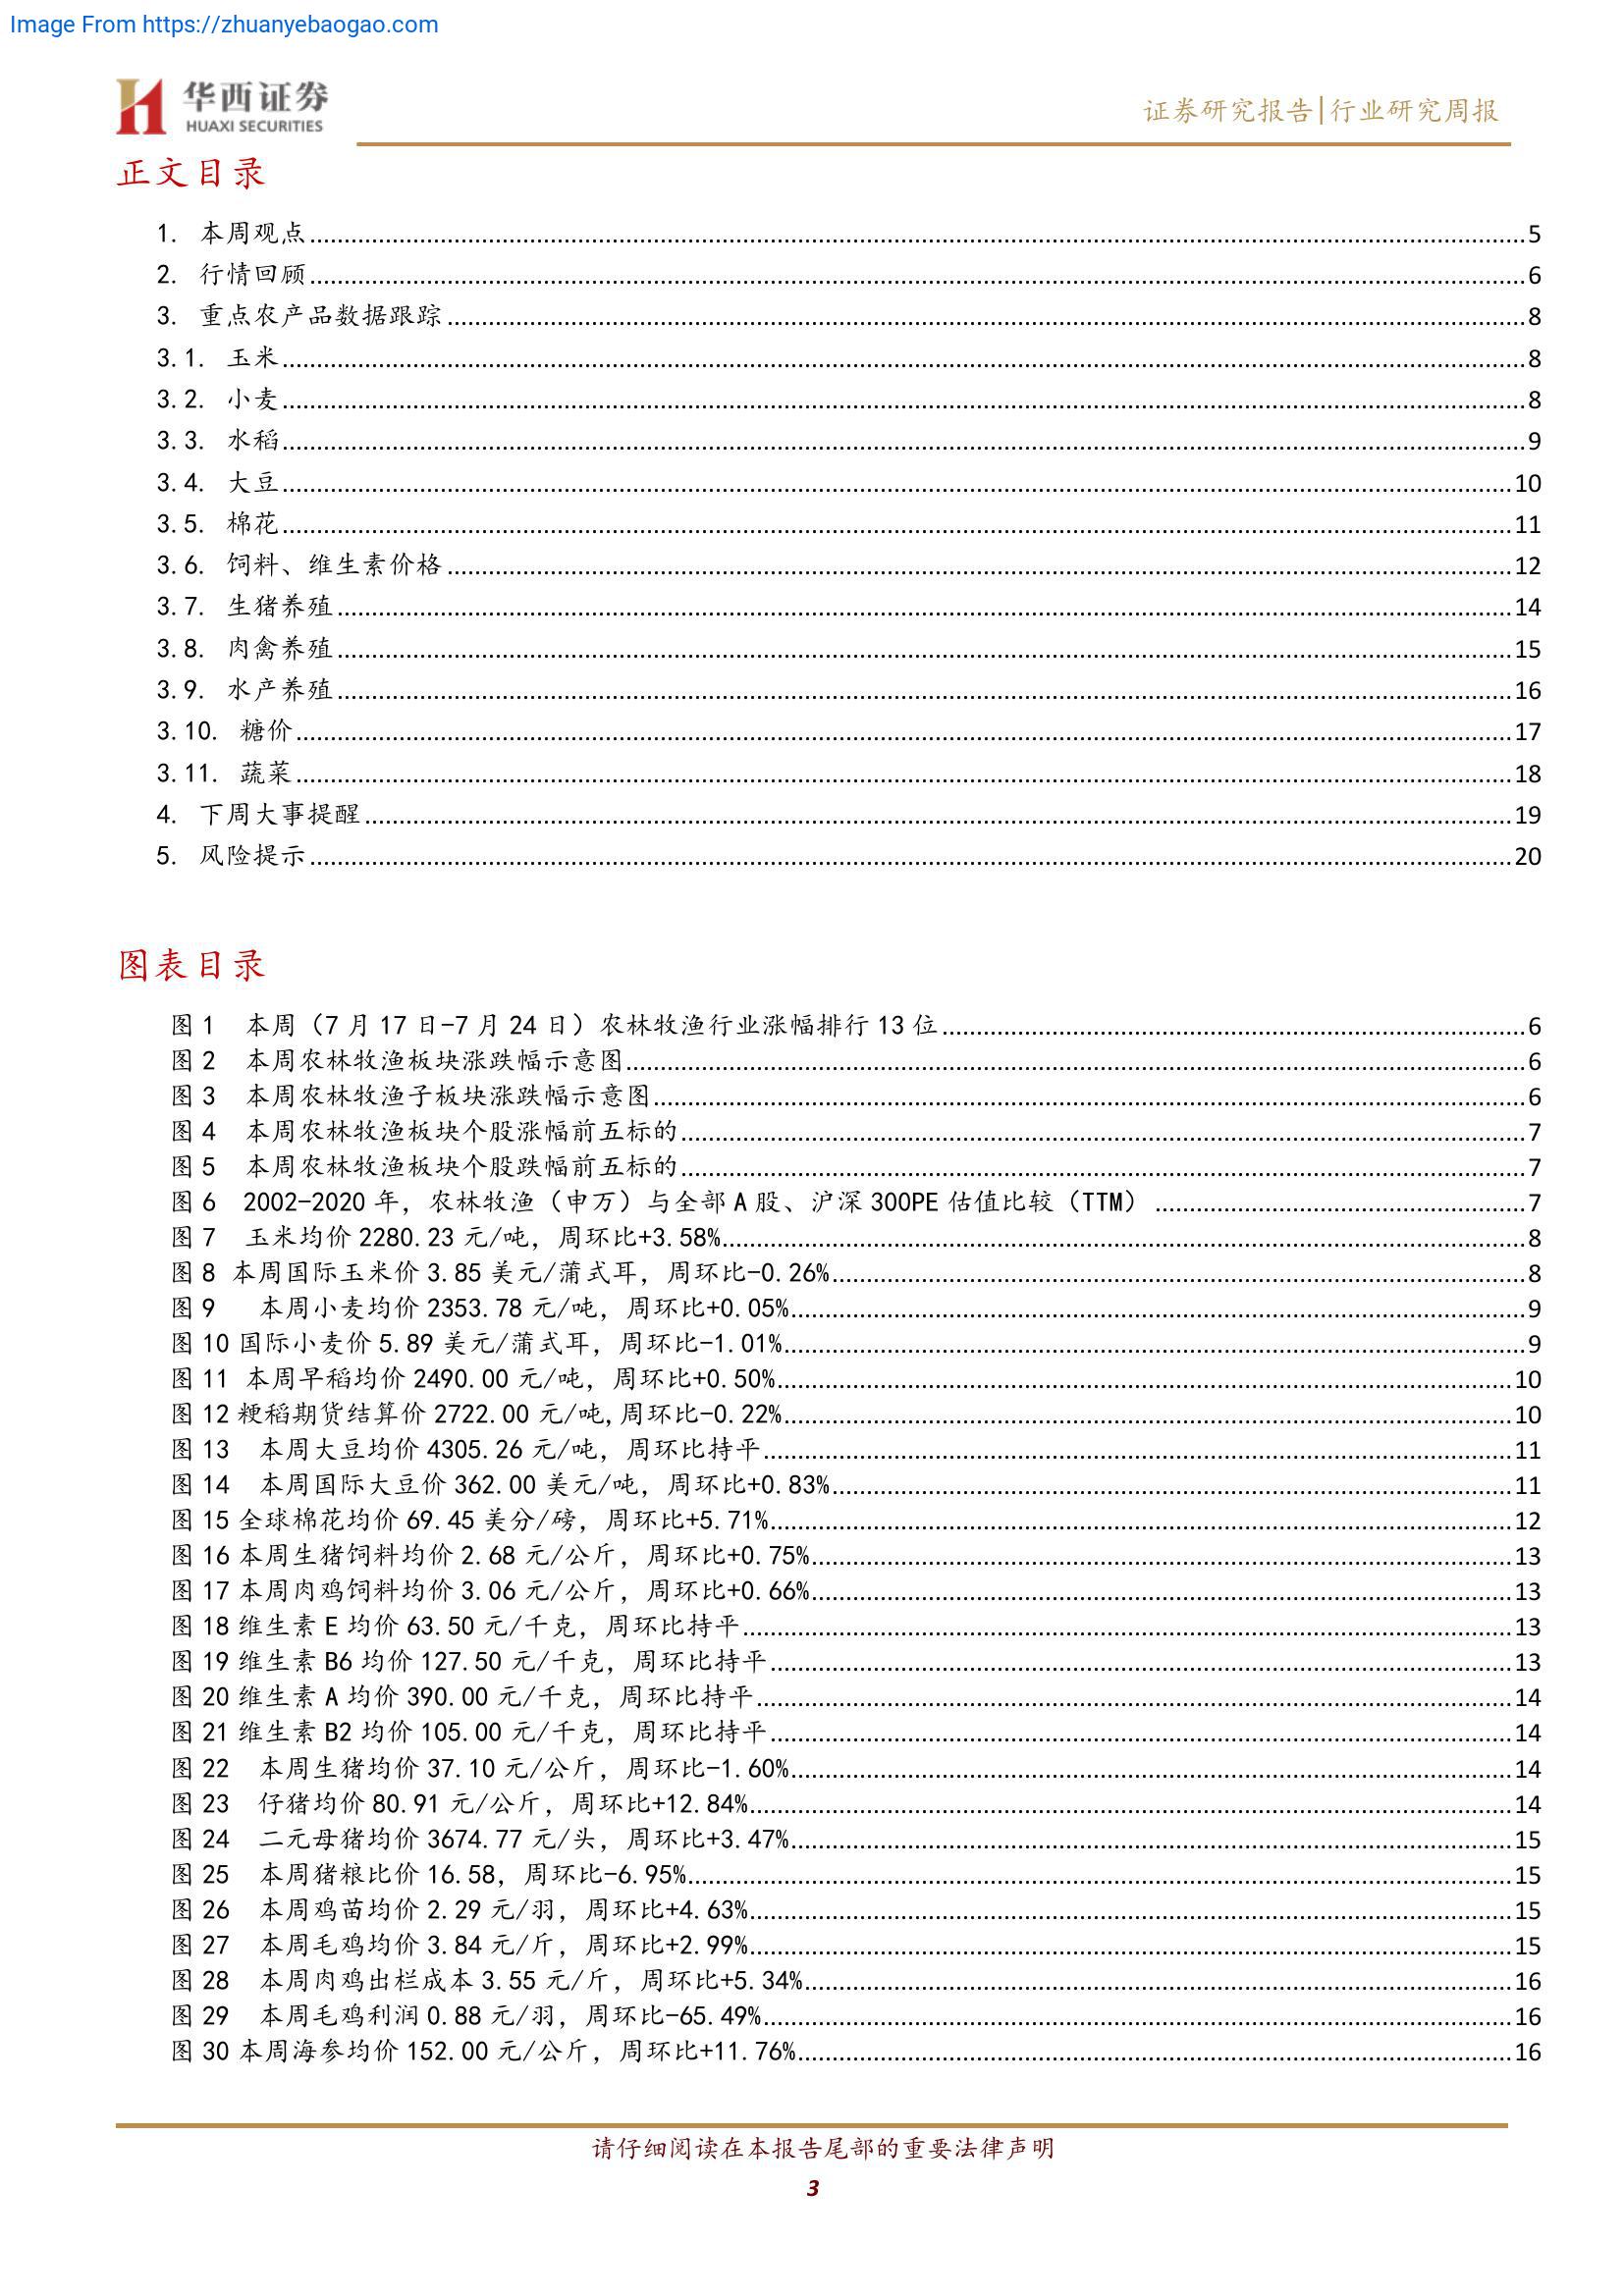 Image From https://zhuanyebaogao.com
华西证券
HUAXI SECURITIES
证券研究报告|行业研究周报
正文目录
1. 本周观点........5
2. 行情回顾........6
3. 重点农产品数据跟踪........8
3.1. 玉米........8
3.2. 小麦........8
3.3. 水稻........9
3.4. 大豆........10
3.5. 棉花........11
3.6. 饲料、维生素价格........12
3.7. 生猪养殖........14
3.8. 肉禽养殖........15
3.9. 水产养殖........16
3.10. 糖价........17
3.11. 蔬菜........18
4. 下周大事提醒........19
5. 风险提示........20
图表目录
图 1 本周（7 月 17 日-7 月 24 日）农林牧渔行业涨幅排行 13 位........6
图 2 本周农林牧渔板块涨跌幅示意图........6
图 3 本周农林牧渔子板块涨跌幅示意图........6
图 4 本周农林牧渔板块个股涨幅前五标的........7
图 5 本周农林牧渔板块个股跌幅前五标的........7
图 6 2002-2020 年，农林牧渔（申万）与全部 A 股、沪深 300PE 估值比较（TTM）........7
图 7 玉米均价 2280.23 元/吨，周环比+3.58%........8
图 8 本周国际玉米价 3.85 美元/蒲式耳，周环比-0.26%........8
图 9 本周小麦均价 2353.78 元/吨，周环比+0.05%........9
图 10 国际小麦价 5.89 美元/蒲式耳，周环比-1.01%........9
图 11 本周早稻均价 2490.00 元/吨，周环比+0.50%........10
图 12 粳稻期货结算价 2722.00 元/吨,周环比-0.22%........10
图 13 本周大豆均价 4305.26 元/吨，周环比持平........11
图 14 本周国际大豆价 362.00 美元/吨，周环比+0.83%........11
图 15 全球棉花均价 69.45 美分/磅，周环比+5.71%........12
图 16 本周生猪饲料均价 2.68 元/公斤，周环比+0.75%........13
图 17 本周肉鸡饲料均价 3.06 元/公斤，周环比+0.66%........13
图 18 维生素 E 均价 63.50 元/千克，周环比持平........13
图 19 维生素 B6 均价 127.50 元/千克，周环比持平........13
图 20 维生素 A 均价 390.00 元/千克，周环比持平........14
图 21 维生素 B2 均价 105.00 元/千克，周环比持平........14
图 22 本周生猪均价 37.10 元/公斤，周环比-1.60%........14
图 23 仔猪均价 80.91 元/公斤，周环比+12.84%........14
图 24 二元母猪均价 3674.77 元/头，周环比+3.47%........15
图 25 本周猪粮比价 16.58，周环比-6.95%........15
图 26 本周鸡苗均价 2.29 元/羽，周环比+4.63%........15
图 27 本周毛鸡均价 3.84 元/斤，周环比+2.99%........15
图 28 本周肉鸡出栏成本 3.55 元/斤，周环比+5.34%........16
图 29 本周毛鸡利润 0.88 元/羽，周环比-65.49%........16
图 30 本周海参均价 152.00 元/公斤，周环比+11.76%........16
请仔细阅读在本报告尾部的重要法律声明
3